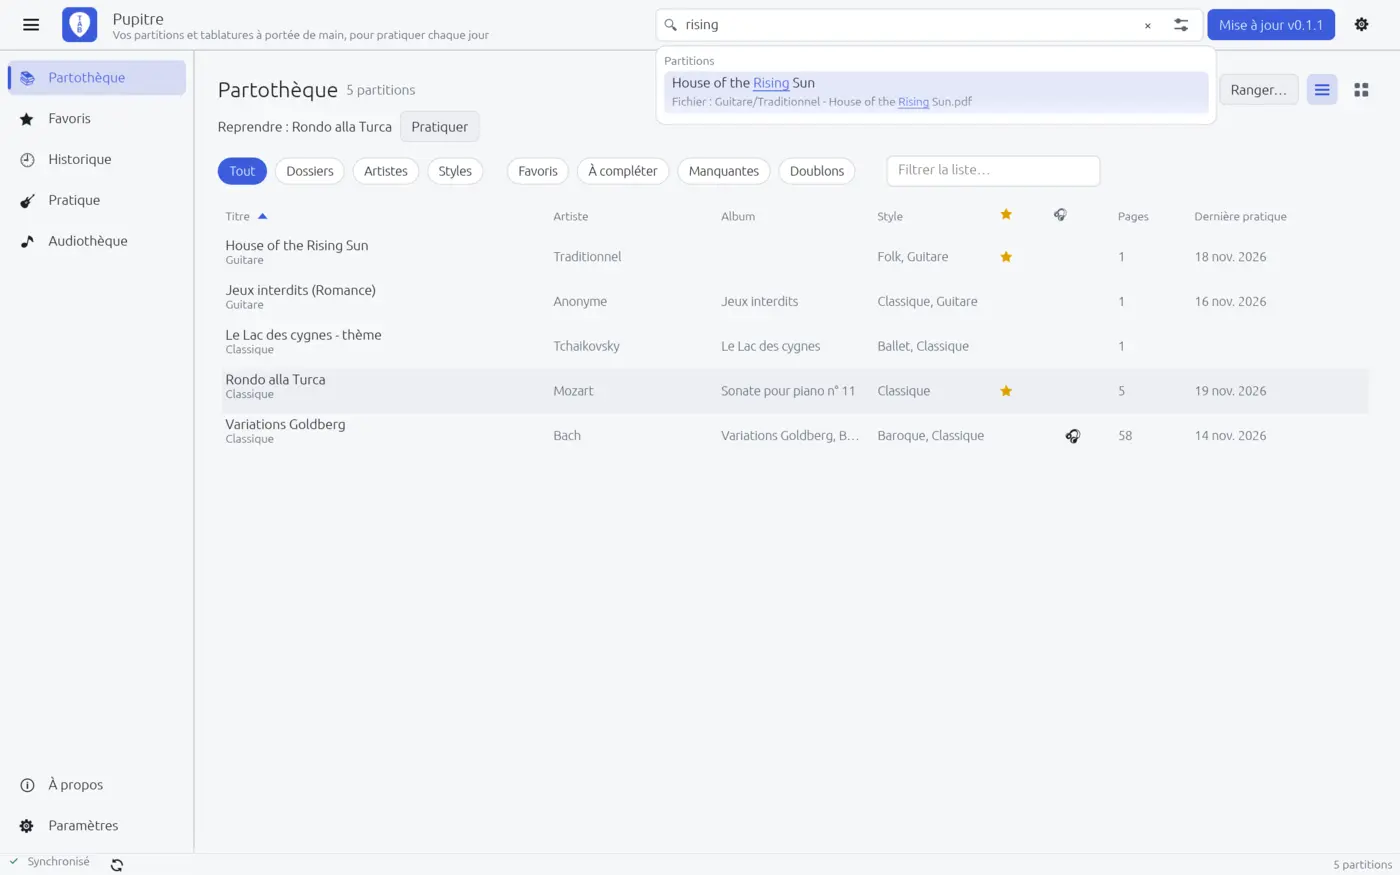 Pupitre
Vos partitions et tablatures à portée de main, pour pratiquer chaque jour
rising
×
Mise à jour v0.1.1
Partitions
House of the Rising Sun
Fichier : Guitare/Traditionnel - House of the Rising Sun.pdf
Partothèque
Favoris
Historique
Pratique
Audiothèque
Partothèque 5 partitions
Ranger…
Reprendre : Rondo alla Turca Pratiquer
Tout Dossiers Artistes Styles Favoris À compléter Manquantes Doublons Filtrer la liste…
Titre Artiste Album Style Pages Dernière pratique
House of the Rising Sun
Guitare
Traditionnel Folk, Guitare 1 18 nov. 2026
Jeux interdits (Romance)
Guitare
Anonyme Jeux interdits Classique, Guitare 1 16 nov. 2026
Le Lac des cygnes - thème
Classique
Tchaikovsky Le Lac des cygnes Ballet, Classique 1
Rondo alla Turca
Classique
Mozart Sonate pour piano n° 11 Classique 5 19 nov. 2026
Variations Goldberg
Classique
Bach Variations Goldberg, B… Baroque, Classique 58 14 nov. 2026
À propos
Paramètres
Synchronisé
5 partitions